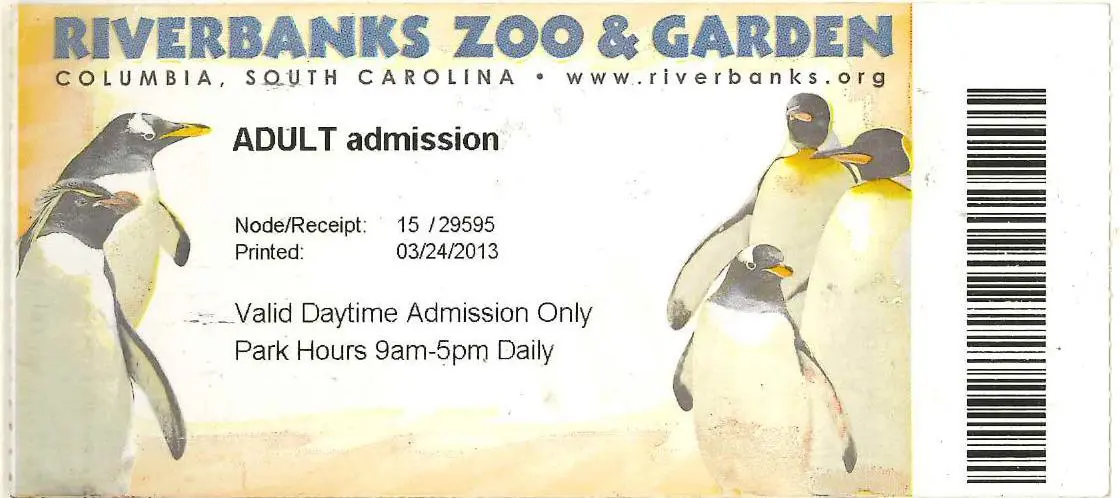 RIVERBANKS ZOO & GARDEN
COLUMBIA, SOUTH CAROLINA • www.riverbanks.org
ADULT admission
Node/Receipt: 15 / 29595
Printed: 03/24/2013
Valid Daytime Admission Only
Park Hours 9am-5pm Daily